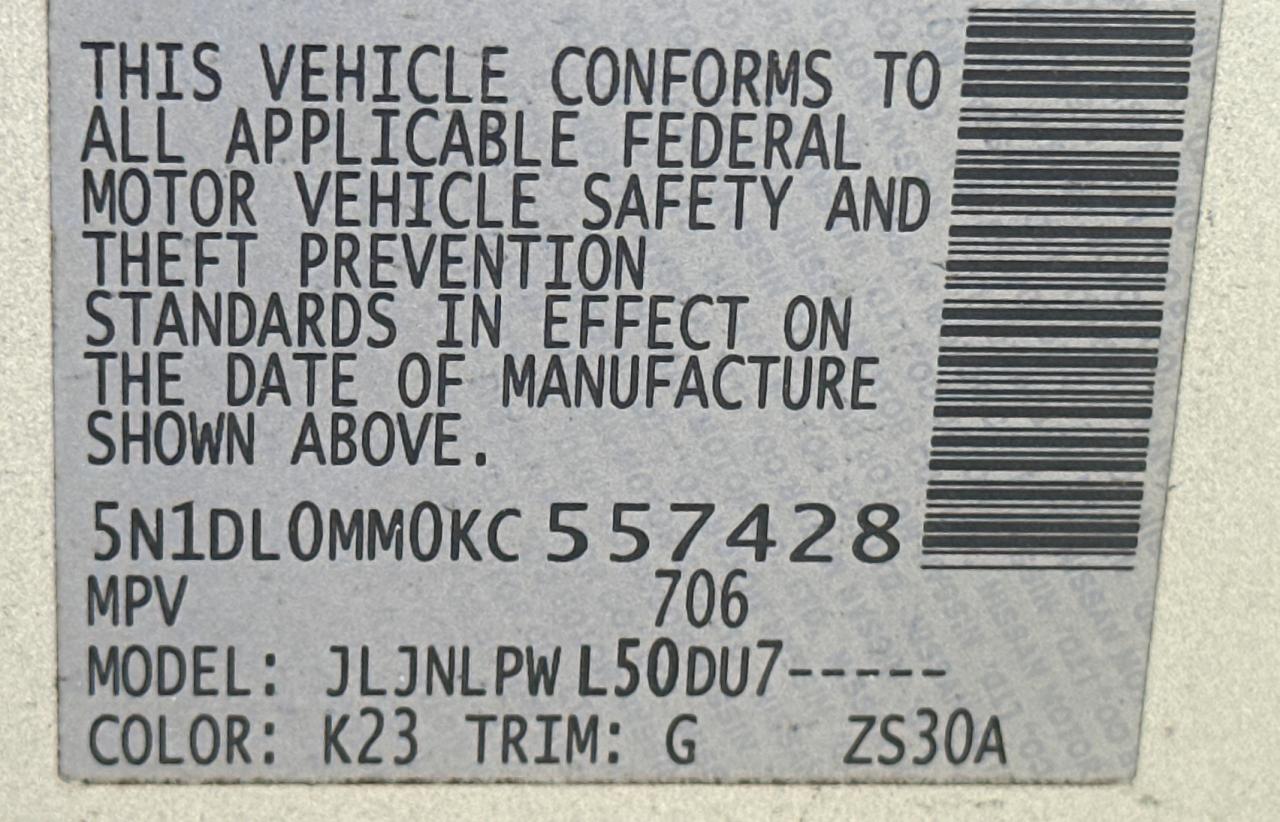 THIS VEHICLE CONFORMS TO
ALL APPLICABLE FEDERAL
MOTOR VEHICLE SAFETY AND
THEFT PREVENTION
STANDARDS IN EFFECT ON
THE DATE OF MANUFACTURE
SHOWN ABOVE.
5N1DL0MM0KC557428
MPV 706
MODEL: JLJNLPWL50DU7-----
COLOR: K23 TRIM: G ZS30A